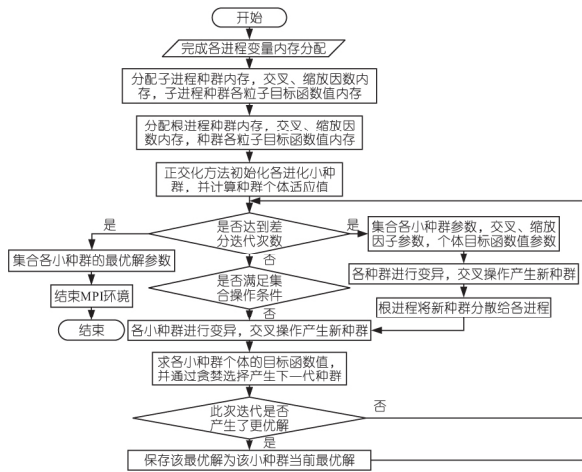 开始
完成各进程变量内存分配
分配子进程种群内存，交叉、缩放因数内
存，子进程种群各粒子目标函数值内存
分配根进程种群内存，交叉、缩放因
数内存，种群各粒子目标函数值内存
正交化方法初始化各进化小种
群，并计算种群个体适应值
是
是否达到差
分迭代次数
是
集合各小种群参数，交叉、缩放
因子参数，个体目标函数值参数
集合各小种群的最优解参数
否
是否满足集
合操作条件
各种群进行变异，交叉操作产生新种群
结束MPI环境
根进程将新种群分散给各进程
结束
否
各小种群进行变异，交叉操作产生新种群
求各小种群个体的目标函数值，
并通过贪婪选择产生下一代种群
此次迭代是否
产生了更优解
否
是
保存该最优解为该小种群当前最优解